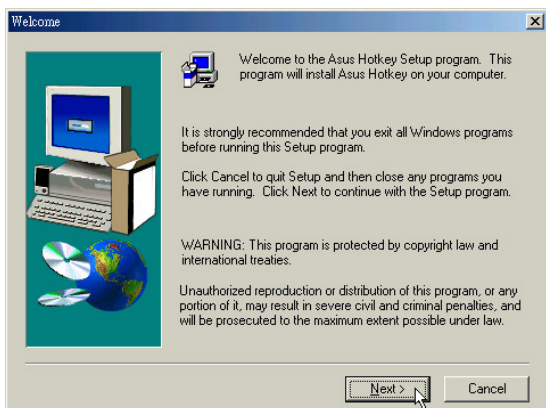 Welcome
Welcome to the Asus Hotkey Setup program. This
program will install Asus Hotkey on your computer.
It is strongly recommended that you exit all Windows programs
before running this Setup program.
Click Cancel to quit Setup and then close any programs you
have running. Click Next to continue with the Setup program.
WARNING: This program is protected by copyright law and
international treaties.
Unauthorized reproduction or distribution of this program, or any
portion of it, may result in severe civil and criminal penalties, and
will be prosecuted to the maximum extent possible under law.
Next >
Cancel